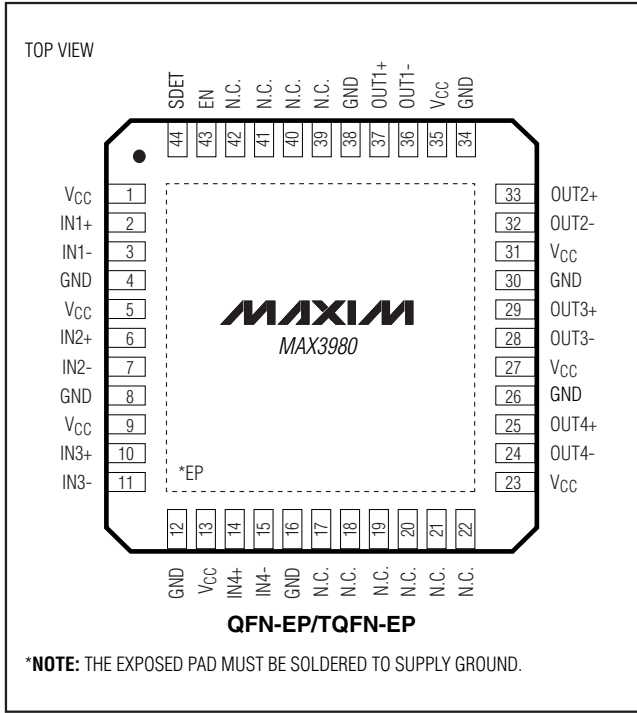 TOP VIEW
SDET EN N.C. N.C. N.C. N.C. GND OUT1+ OUT1- VCC GND
44 43 42 41 40 39 38 37 36 35 34
VCC 1
IN1+ 2
IN1- 3
GND 4
VCC 5
IN2+ 6
IN2- 7
GND 8
VCC 9
IN3+ 10
IN3- 11
MAXIM
MAX3980
*EP
33 OUT2+
32 OUT2-
31 VCC
30 GND
29 OUT3+
28 OUT3-
27 VCC
26 GND
25 OUT4+
24 OUT4-
23 VCC
12 13 14 15 16 17 18 19 20 21 22
GND VCC IN4+ IN4- GND N.C. N.C. N.C. N.C. N.C. N.C.
QFN-EP/TQFN-EP
*NOTE: THE EXPOSED PAD MUST BE SOLDERED TO SUPPLY GROUND.